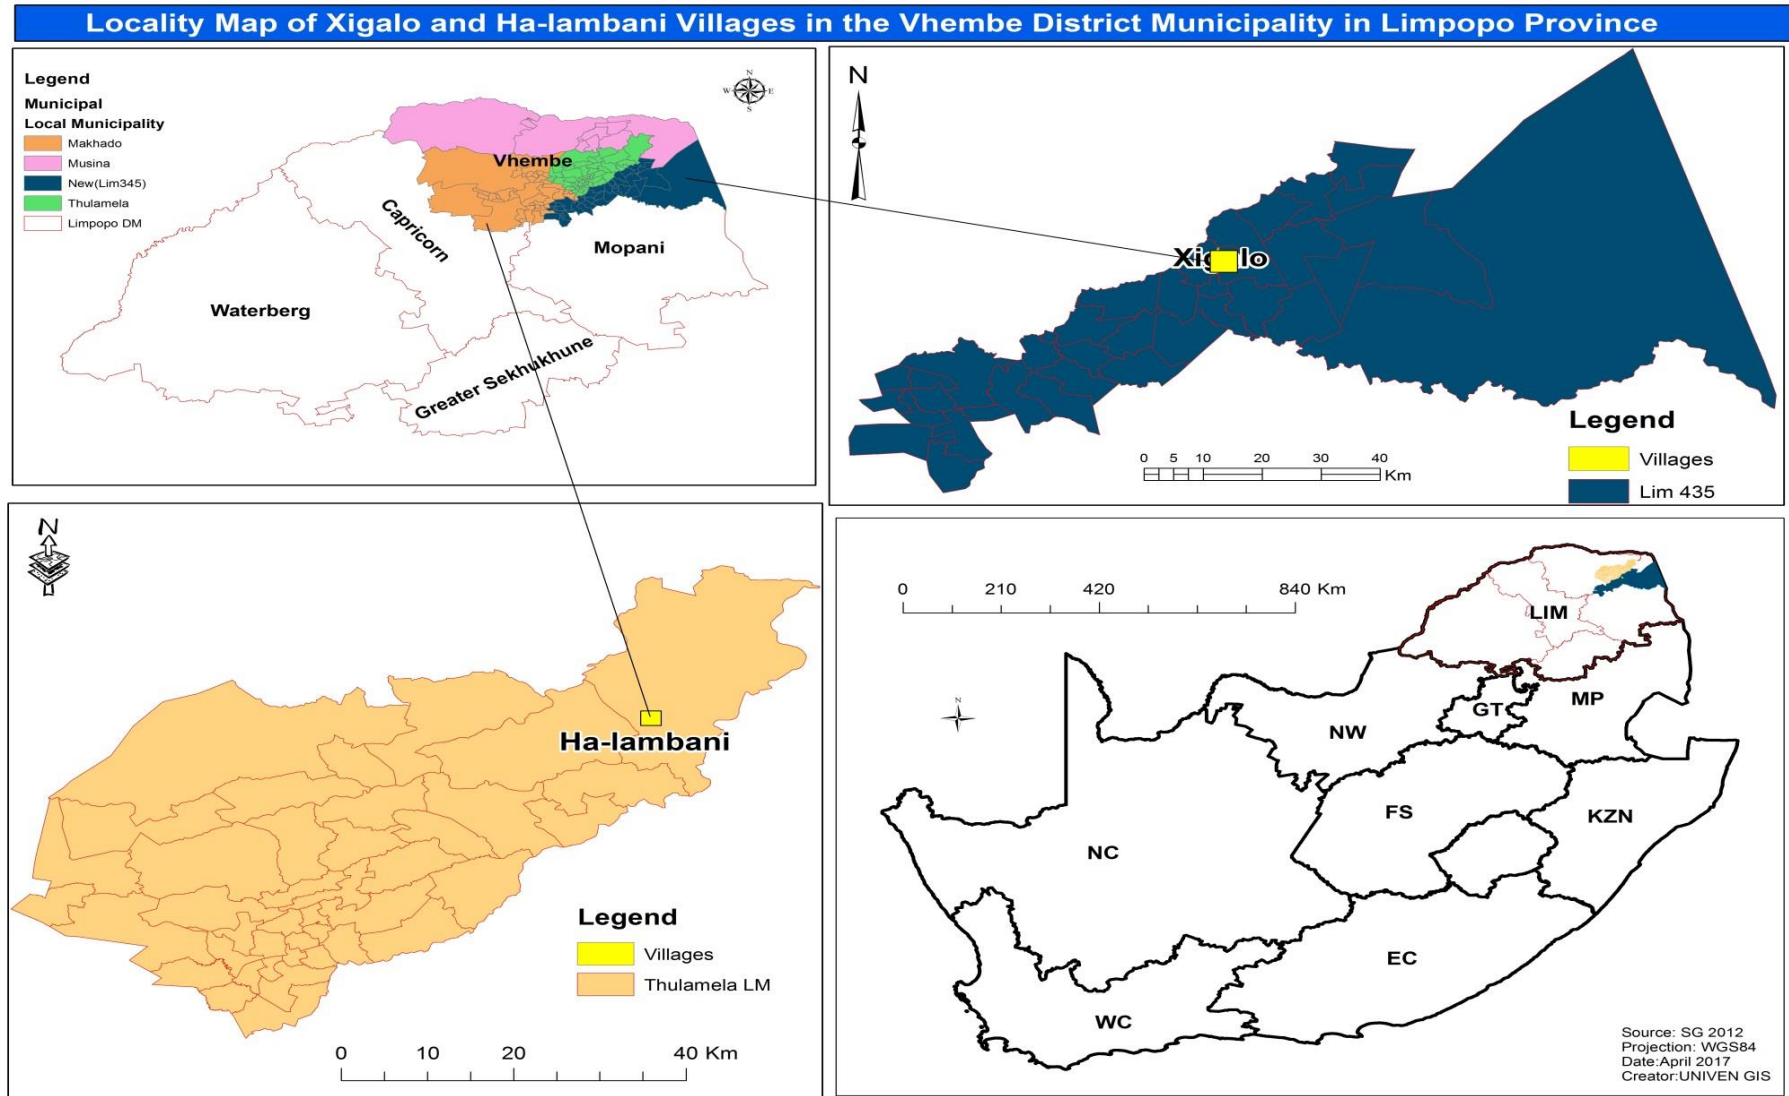 Locality Map of Xigalo and Ha-lambani Villages in the Vhembe District Municipality in Limpopo Province
Legend
Municipal
Local Municipality
Makhado
Musina
New(Lim345)
Thulamela
Limpopo DM
N
W
E
S
Vhembe
Capricorn
Mopani
Waterberg
Greater Sekhukhune
N
Xigalo
Legend
0 5 10 20 30 40
Km
Villages
Lim 435
N
Ha-lambani
Legend
Villages
Thulamela LM
0 10 20 40 Km
0 210 420 840 Km
N
LIM
MP
GT
NW
FS
KZN
NC
EC
WC
Source: SG 2012
Projection: WGS84
Date:April 2017
Creator:UNIVEN GIS